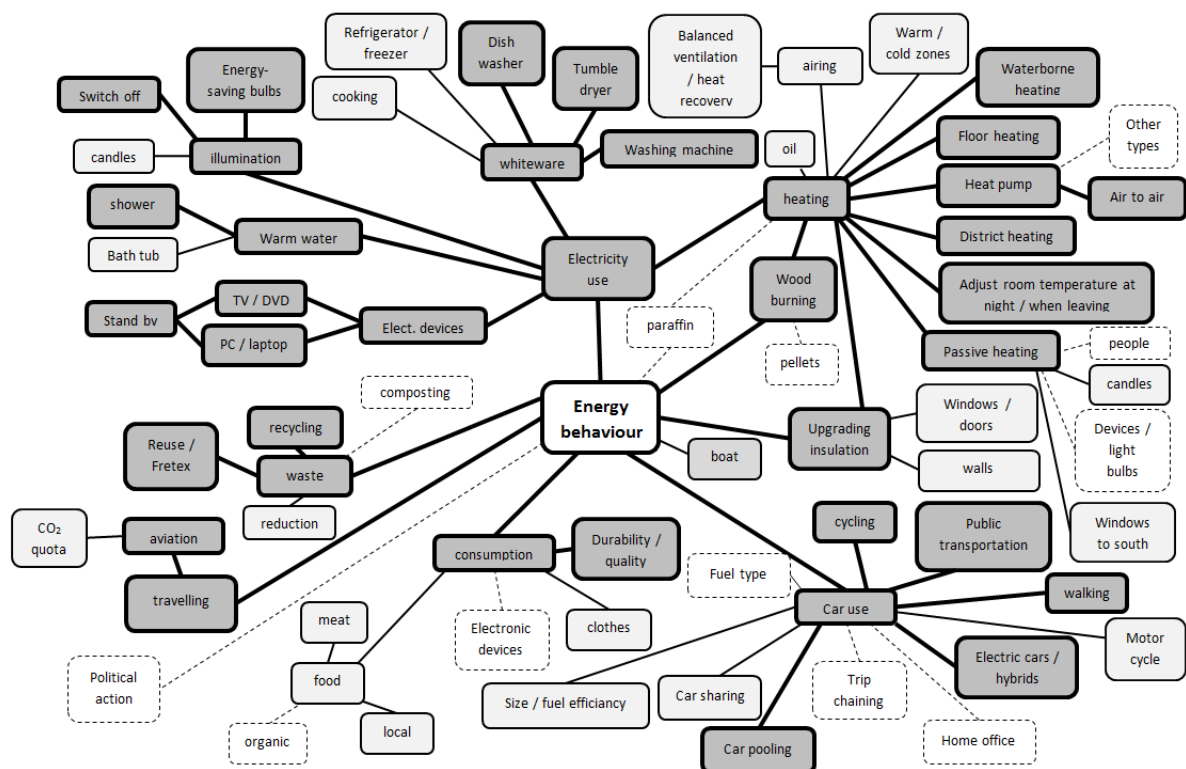 Refrigerator /
freezer
Dish
washer
Tumble
dryer
Balanced
ventilation
/ heat
recovery
airing
Warm /
cold zones
Waterborne
heating
Energy-
saving bulbs
Switch off
cooking
candles
illumination
whiteware
Washing machine
oil
Floor heating
Other
types
shower
heating
Heat pump
Air to air
Warm water
Bath tub
Electricity
use
Wood
burning
District heating
TV / DVD
Stand by
PC / laptop
Elect. devices
paraffin
pellets
Adjust room temperature at
night / when leaving
Passive heating
people
candles
composting
Energy
behaviour
Upgrading
insulation
Windows /
doors
walls
Devices /
light
bulbs
Reuse /
Fretex
recycling
waste
reduction
boat
CO₂
quota
aviation
travelling
consumption
Durability /
quality
cycling
Public
transportation
Windows
to south
Fuel type
Car use
walking
meat
Electronic
devices
clothes
Motor
cycle
Political
action
food
Size / fuel efficiancy
Car sharing
Trip
chaining
Electric cars /
hybrids
organic
local
Car pooling
Home office